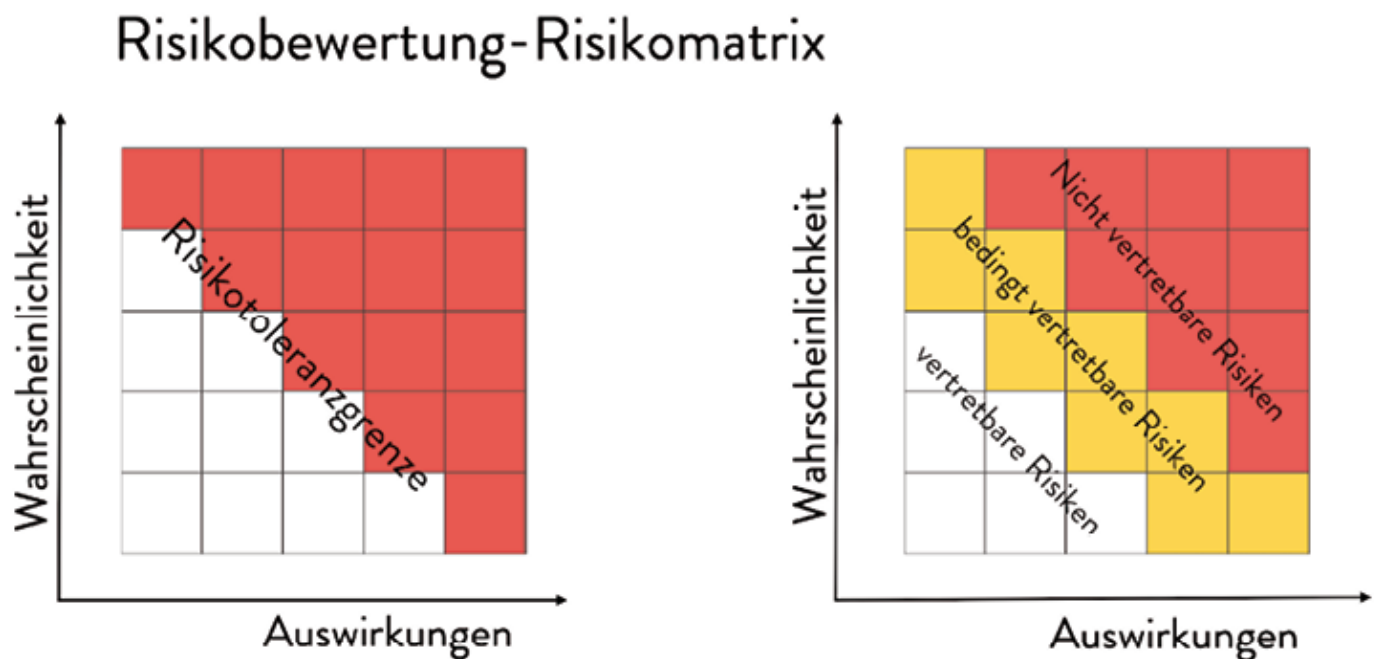 Risikobewertung-Risikomatrix
Wahrscheinlichkeit
Risikotoleranzgrenze
Auswirkungen
Wahrscheinlichkeit
Nicht vertretbare Risiken
bedingt vertretbare Risiken
vertretbare Risiken
Auswirkungen